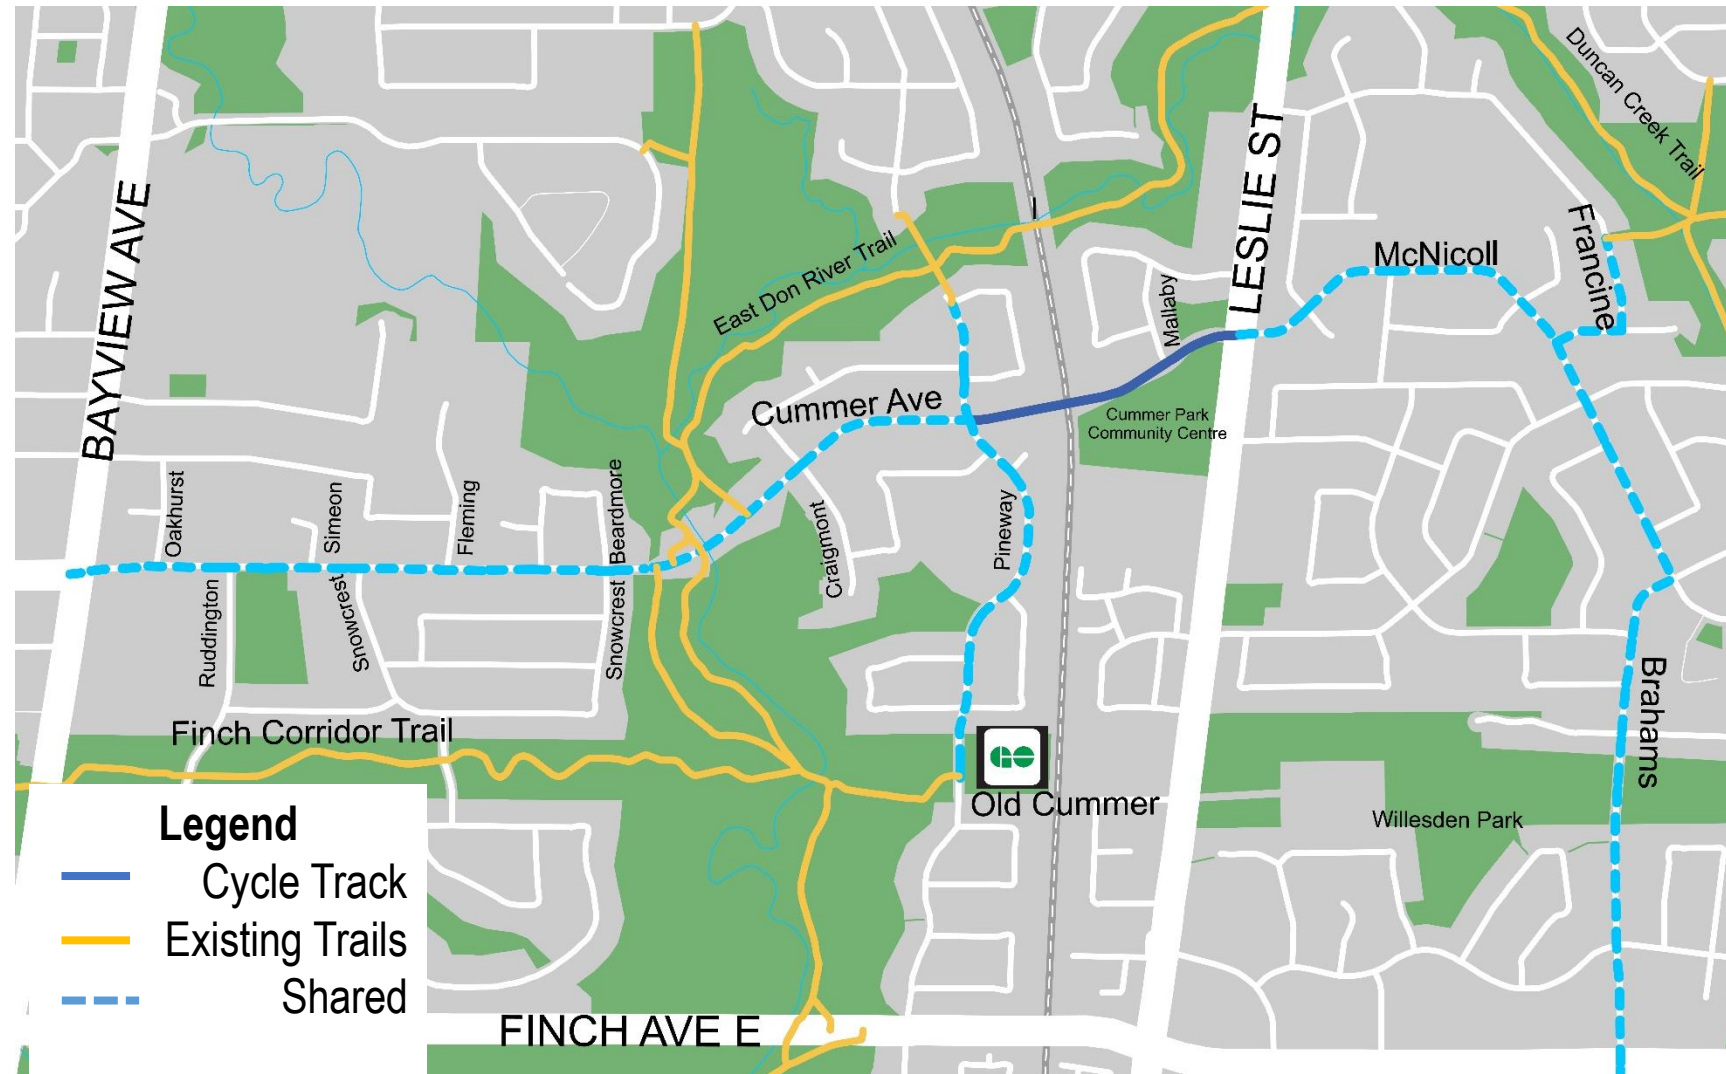 Duncan Creek Trail
BAYVIEW AVE
LESLIE ST
Francine
McNicoll
East Don River Trail
Mallaby
Cummer Ave
Cummer Park
Community Centre
Oakhurst
Simeon
Fleming
Beardmore
Craigmont
Pineway
Ruddington
Snowcrest
Snowcrest
Brahams
Finch Corridor Trail
GO
Old Cummer
Willesden Park
Legend
Cycle Track
Existing Trails
Shared
FINCH AVE E